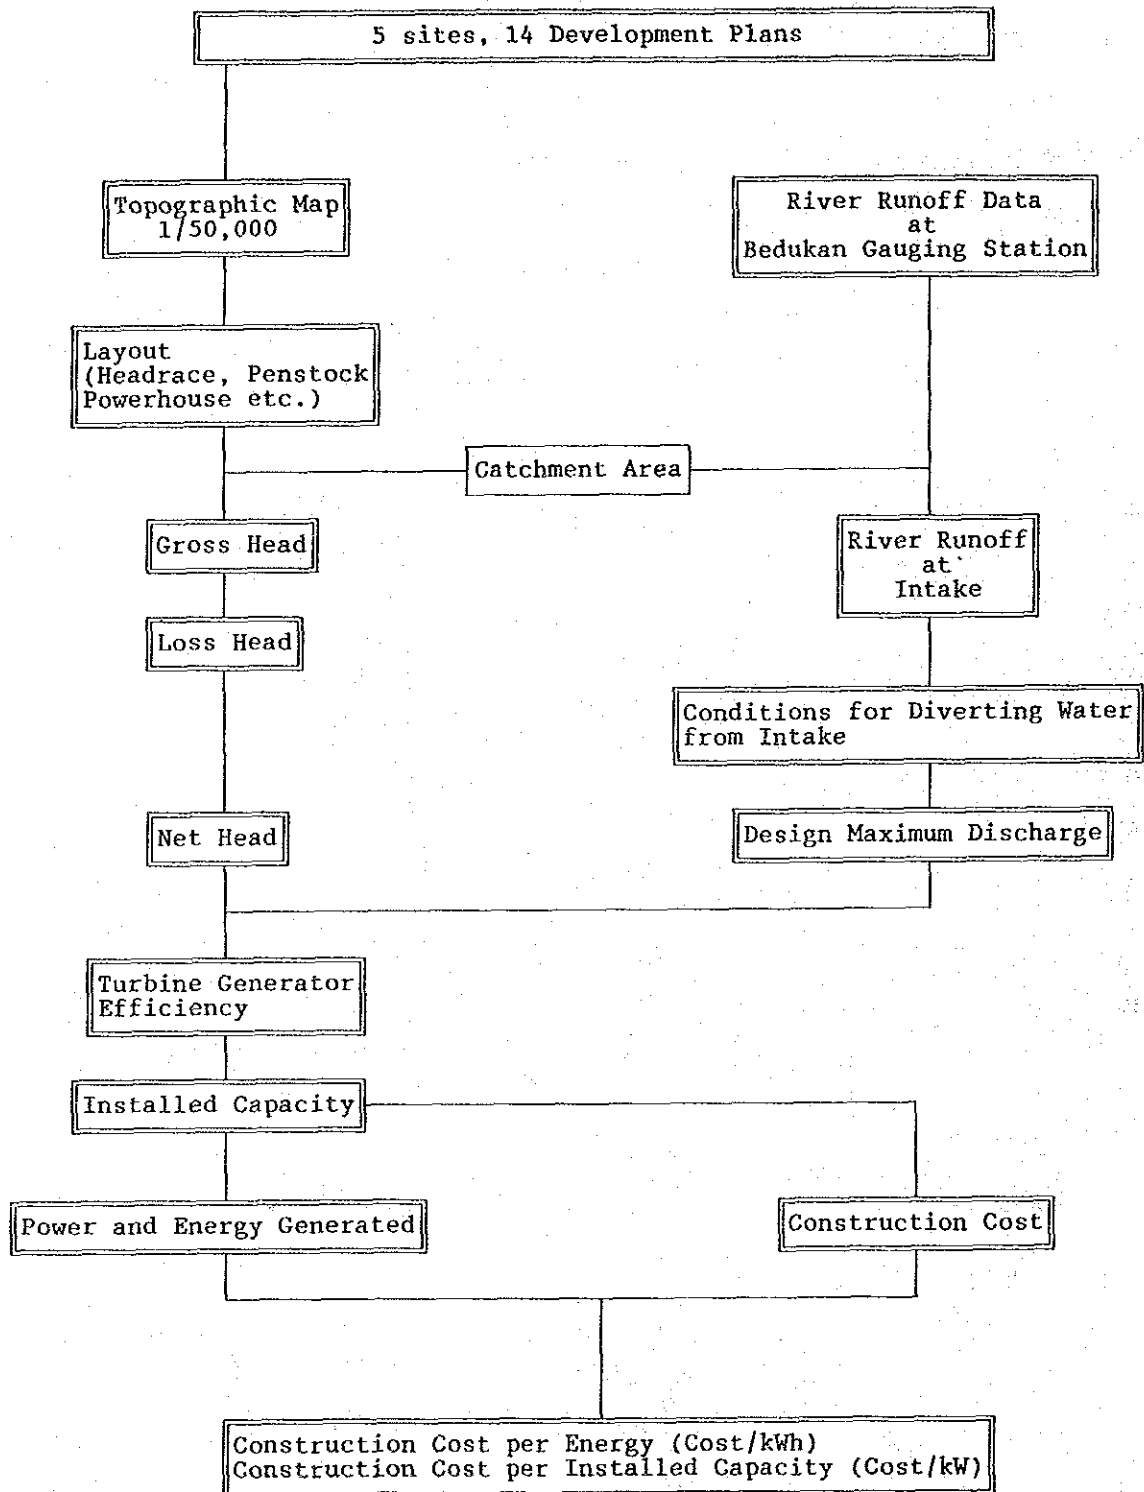 5 sites, 14 Development Plans
Topographic Map
1/50,000
River Runoff Data
at
Bedukan Gauging Station
Layout
(Headrace, Penstock
Powerhouse etc.)
Catchment Area
Gross Head
River Runoff
at
Intake
Loss Head
Conditions for Diverting Water
from Intake
Net Head
Design Maximum Discharge
Turbine Generator
Efficiency
Installed Capacity
Power and Energy Generated
Construction Cost
Construction Cost per Energy (Cost/kWh)
Construction Cost per Installed Capacity (Cost/kW)